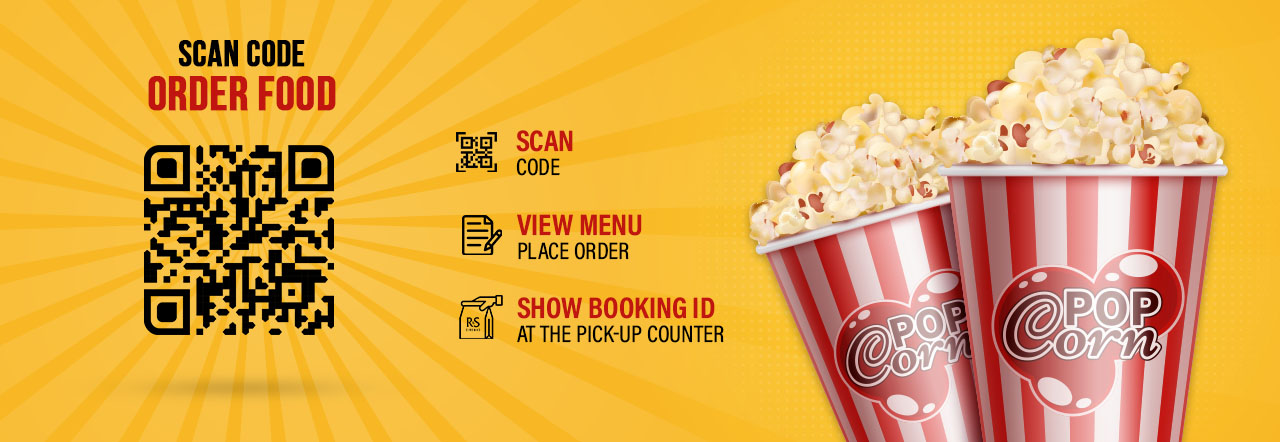 SCAN CODE
ORDER FOOD
SCAN
CODE
VIEW MENU
PLACE ORDER
SHOW BOOKING ID
AT THE PICK-UP COUNTER
R&S
POP
Corn
POP
Corn